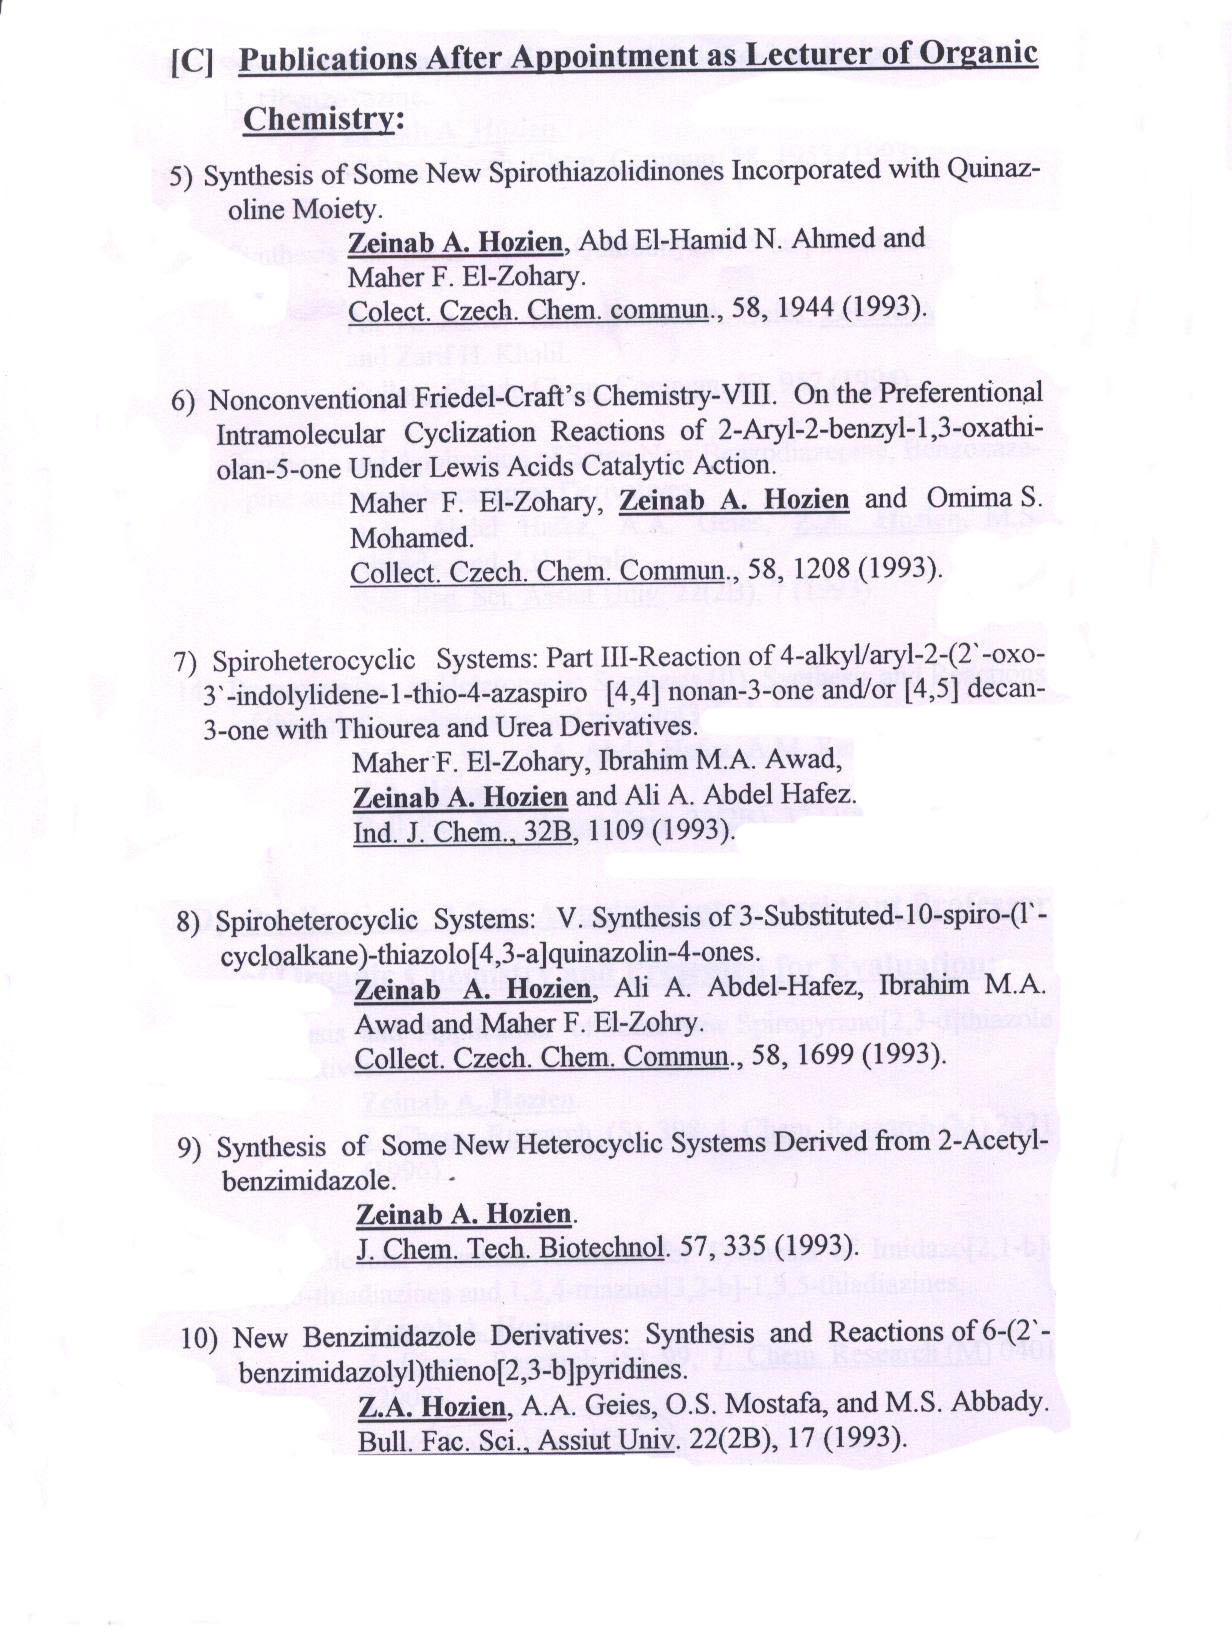 [C] Publications After Appointment as Lecturer of Organic
Chemistry:
5) Synthesis of Some New Spirothiazolidinones Incorporated with Quinaz-
oline Moiety.
Zeinab A. Hozien, Abd El-Hamid N. Ahmed and
Maher F. El-Zohary.
Colect. Czech. Chem. commun., 58, 1944 (1993).
6) Nonconventional Friedel-Craft's Chemistry-VIII. On the Preferentional
Intramolecular Cyclization Reactions of 2-Aryl-2-benzyl-1,3-oxathi-
olan-5-one Under Lewis Acids Catalytic Action.
Maher F. El-Zohary, Zeinab A. Hozien and Omima S.
Mohamed.
Collect. Czech. Chem. Commun., 58, 1208 (1993).
7) Spiroheterocyclic Systems: Part III-Reaction of 4-alkyl/aryl-2-(2`-oxo-
3`-indolylidene-1-thio-4-azaspiro [4,4] nonan-3-one and/or [4,5] decan-
3-one with Thiourea and Urea Derivatives.
Maher F. El-Zohary, Ibrahim M.A. Awad,
Zeinab A. Hozien and Ali A. Abdel Hafez.
Ind. J. Chem., 32B, 1109 (1993).
8) Spiroheterocyclic Systems: V. Synthesis of 3-Substituted-10-spiro-(1`-
cycloalkane)-thiazolo[4,3-a]quinazolin-4-ones.
Zeinab A. Hozien, Ali A. Abdel-Hafez, Ibrahim M.A.
Awad and Maher F. El-Zohry.
Collect. Czech. Chem. Commun., 58, 1699 (1993).
9) Synthesis of Some New Heterocyclic Systems Derived from 2-Acetyl-
benzimidazole.
Zeinab A. Hozien.
J. Chem. Tech. Biotechnol. 57, 335 (1993).
10) New Benzimidazole Derivatives: Synthesis and Reactions of 6-(2`-
benzimidazolyl)thieno[2,3-b]pyridines.
Z.A. Hozien, A.A. Geies, O.S. Mostafa, and M.S. Abbady.
Bull. Fac. Sci., Assiut Univ. 22(2B), 17 (1993).